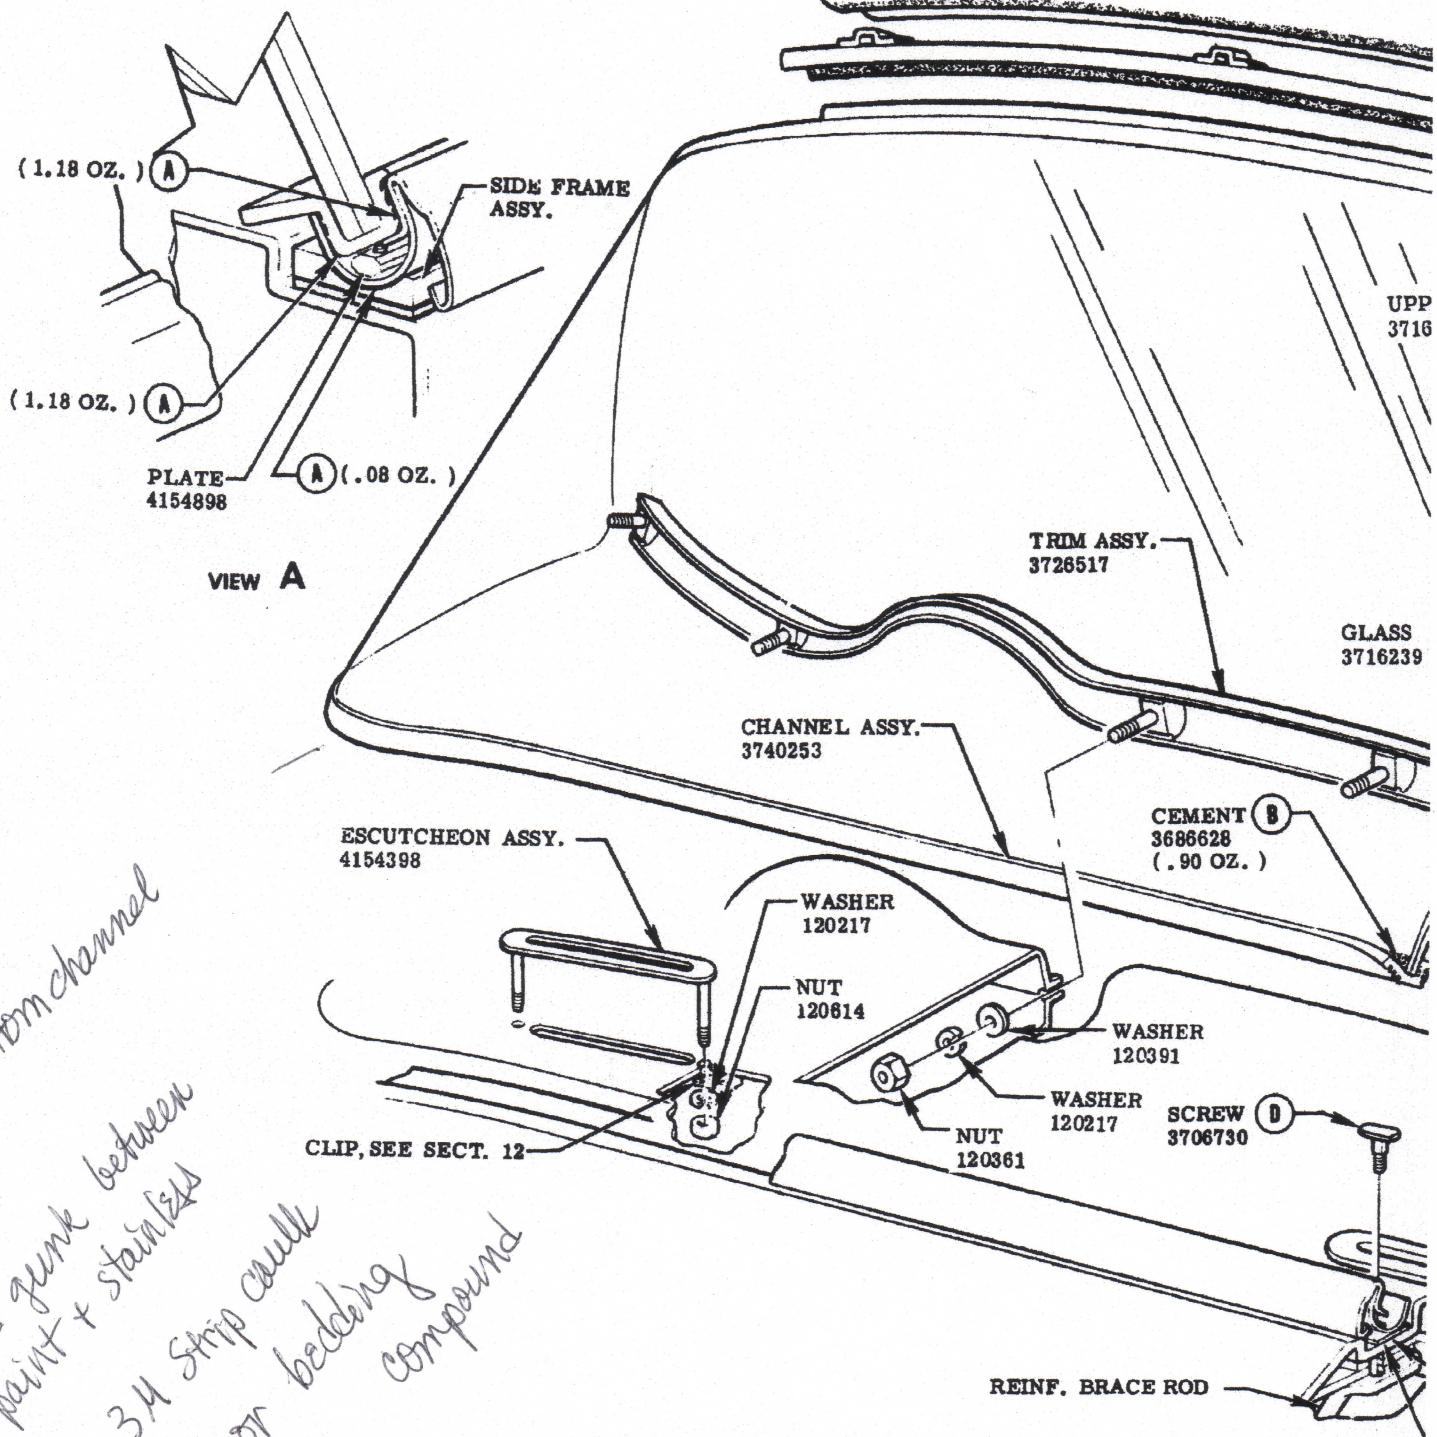 (1.18 OZ.) A
SIDE FRAME
ASSY.
(1.18 OZ.) A
PLATE
4154898
A (.08 OZ.)
VIEW A
UPP
3716
TRIM ASSY.
3726517
GLASS
3716239
CHANNEL ASSY.
3740253
CEMENT B
3686628
(.90 OZ.)
ESCUTCHEON ASSY.
4154398
WASHER
120217
NUT
120614
WASHER
120391
WASHER
120217
NUT
120361
SCREW D
3706730
CLIP, SEE SECT. 12
REINF. BRACE ROD
channel
gunk between
paint + stainless
3M Strip caulk
or bedding
compound